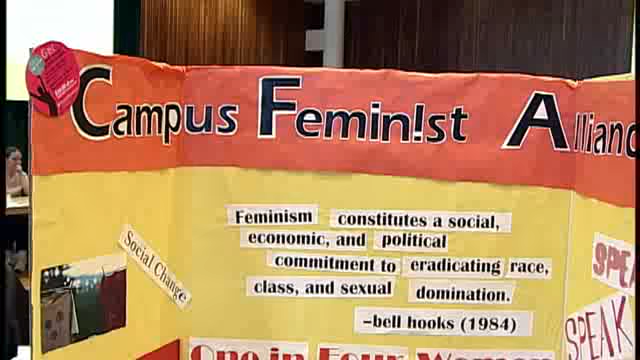 Campus Femin!st Allianc
Feminism constitutes a social,
economic, and political
commitment to eradicating race,
class, and sexual domination.
-bell hooks (1984)
Social Change
SPE
SPEAK
One in Four Women